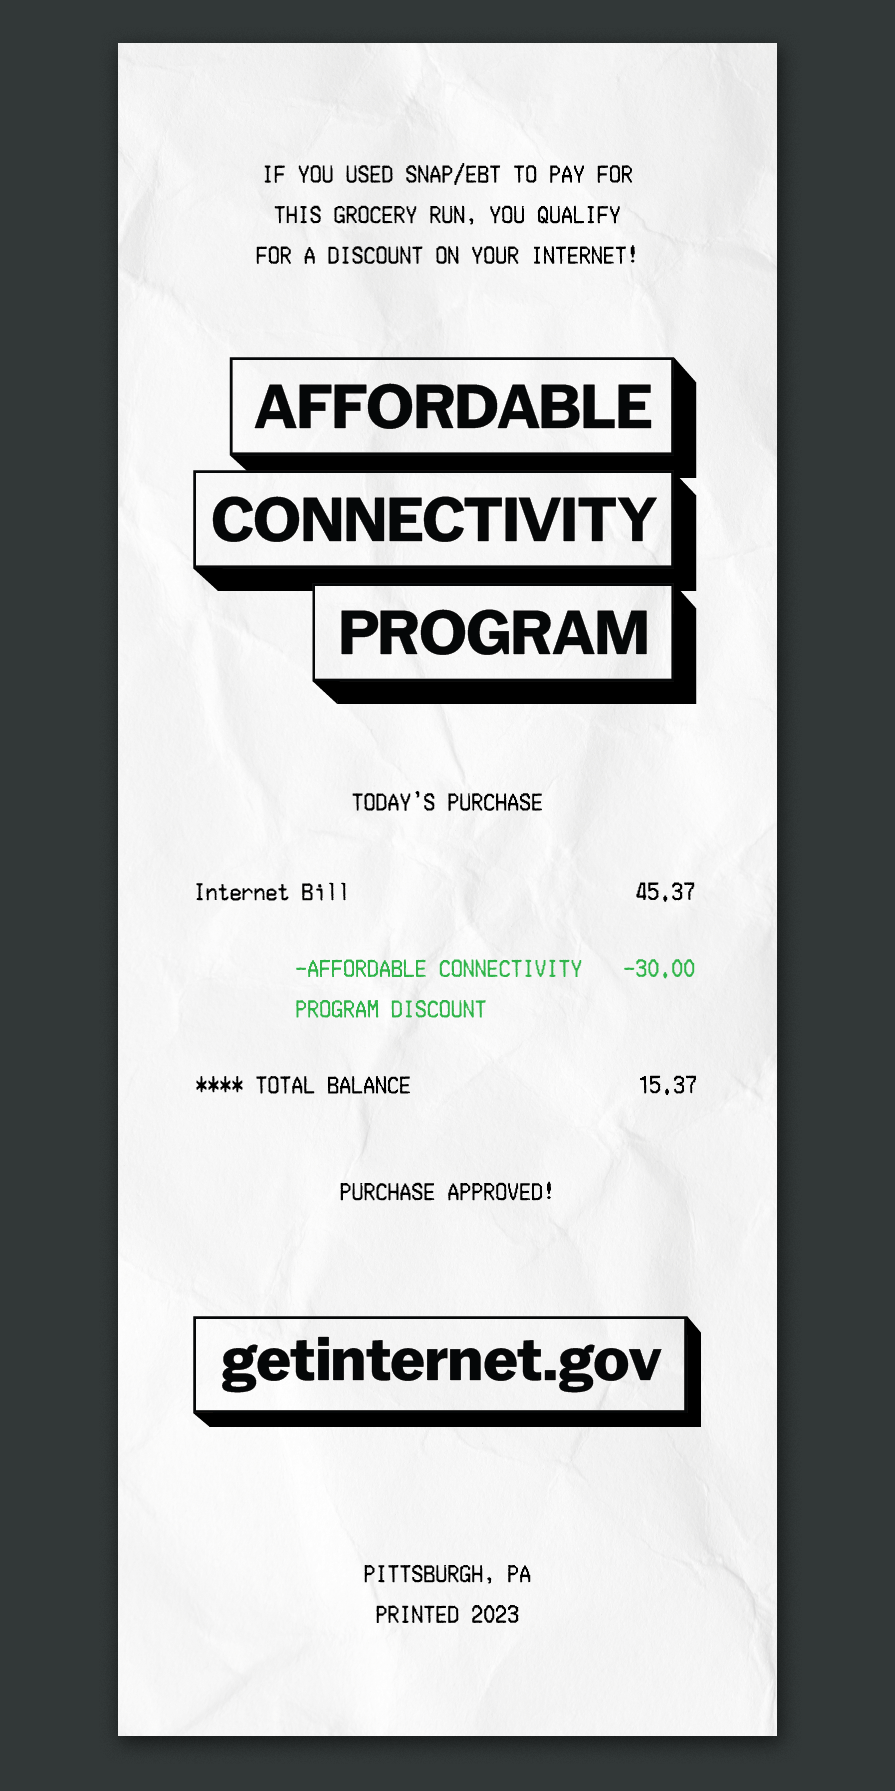 IF YOU USED SNAP/EBT TO PAY FOR
THIS GROCERY RUN, YOU QUALIFY
FOR A DISCOUNT ON YOUR INTERNET!
AFFORDABLE
CONNECTIVITY
PROGRAM
TODAY'S PURCHASE
Internet Bill 45.37
-AFFORDABLE CONNECTIVITY -30.00
PROGRAM DISCOUNT
**** TOTAL BALANCE 15.37
PURCHASE APPROVED!
getinternet.gov
PITTSBURGH, PA
PRINTED 2023